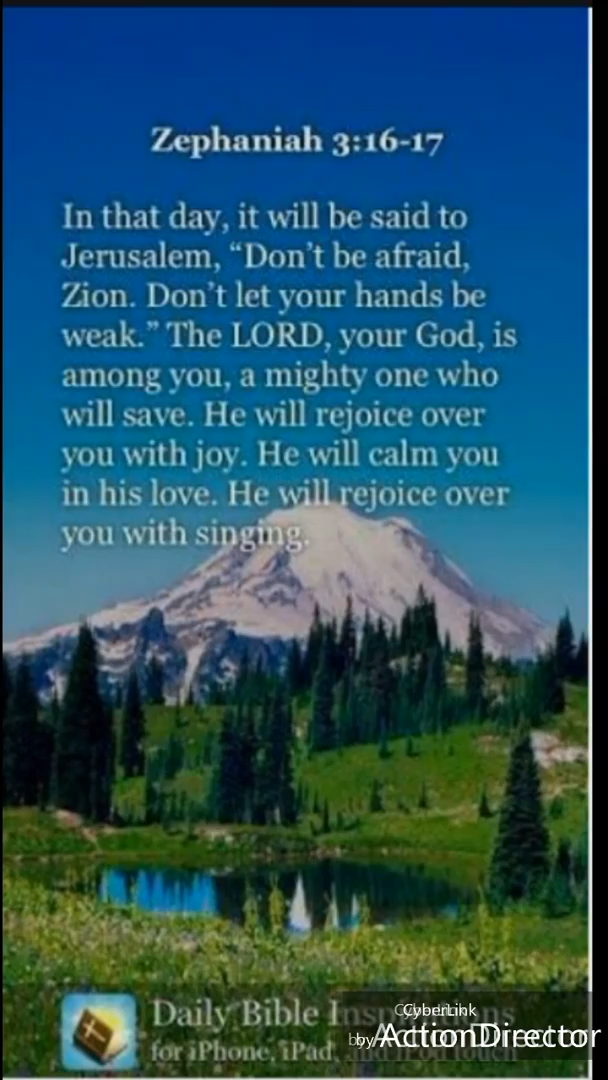 Zephaniah 3:16-17
In that day, it will be said to
Jerusalem, “Don’t be afraid,
Zion. Don’t let your hands be
weak.” The LORD, your God, is
among you, a mighty one who
will save. He will rejoice over
you with joy. He will calm you
in his love. He will rejoice over
you with singing.
Daily Bible Inspirations
for iPhone, iPad,
CyberLink
by ActionDirector